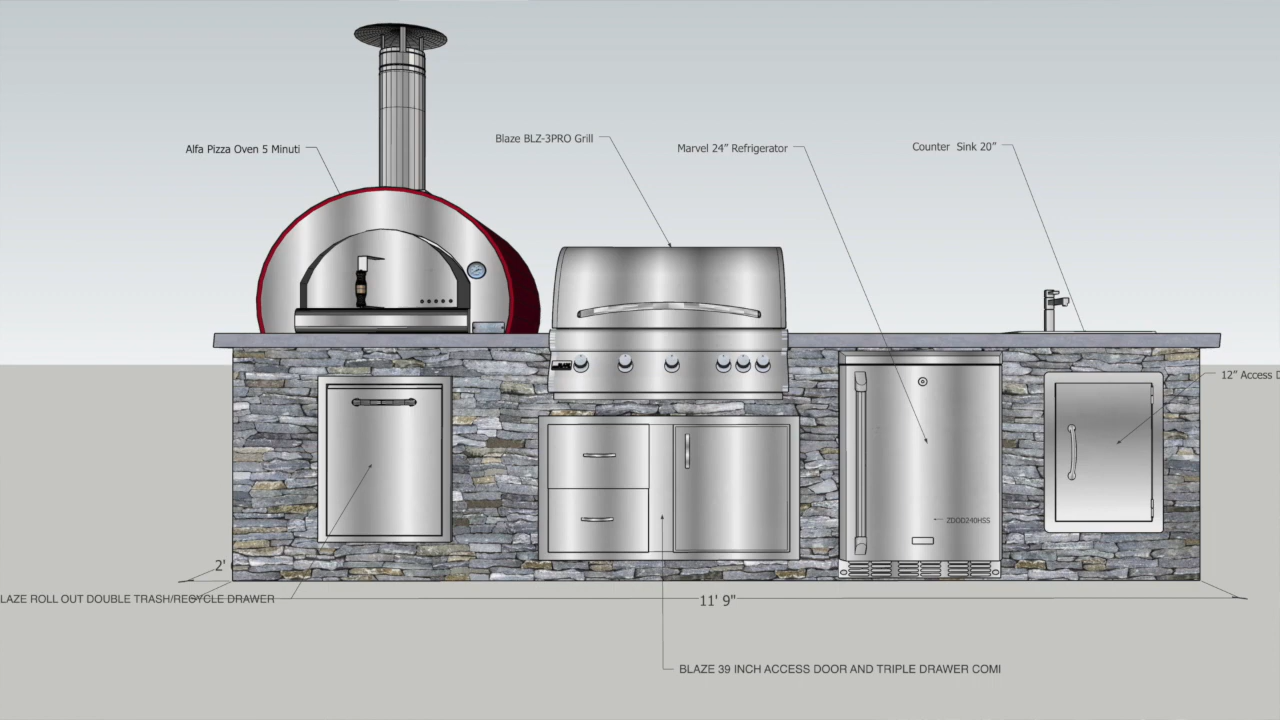 Blaze BLZ-3PRO Grill
Alfa Pizza Oven 5 Minuti
Marvel 24” Refrigerator
Counter Sink 20”
12” Access D
ZDOD240HSS
2'
LAZE ROLL OUT DOUBLE TRASH/RECYCLE DRAWER
11' 9"
BLAZE 39 INCH ACCESS DOOR AND TRIPLE DRAWER COMI